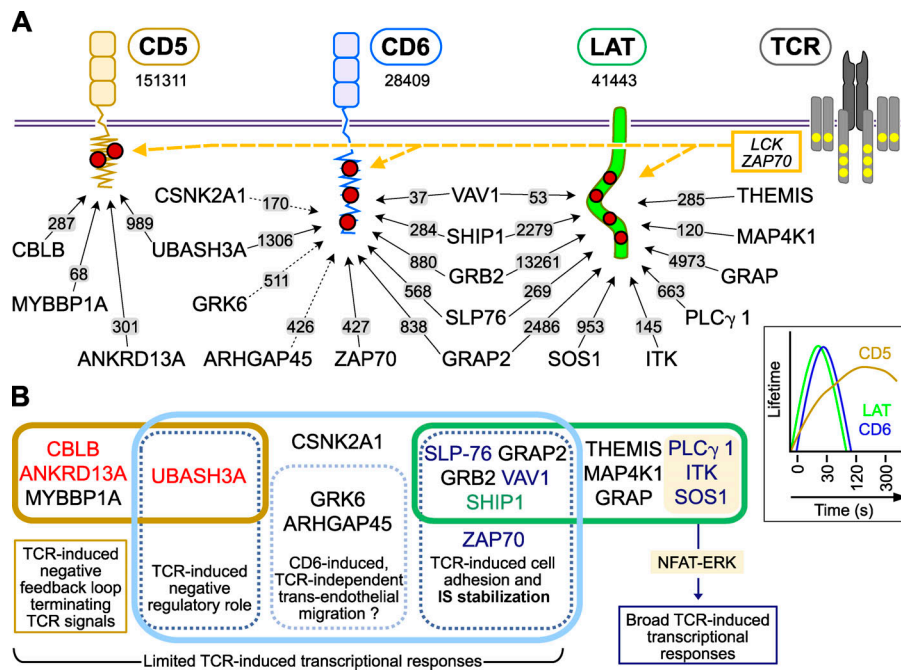 A
CD5
151311
CD6
28409
LAT
41443
TCR
LCK
ZAP70
CSNK2A1
170
37
VAV1
53
285
THEMIS
287
989
CBLB
UBASH3A
1306
284
SHIP1
2279
120
MAP4K1
68
511
880
GRB2
13261
4973
GRAP
MYBBP1A
GRK6
568
SLP76
269
663
PLCγ 1
301
426
427
838
2486
953
145
ANKRD13A
ARHGAP45
ZAP70
GRAP2
SOS1
ITK
Lifetime
CD5
LAT
CD6
0
30
120
300
Time (s)
B
CBLB
ANKRD13A
MYBBP1A
UBASH3A
CSNK2A1
GRK6
ARHGAP45
SLP-76 GRAP2
GRB2 VAV1
SHIP1
ZAP70
THEMIS
MAP4K1
GRAP
PLCγ 1
ITK
SOS1
TCR-induced
negative
feedback loop
terminating
TCR signals
TCR-induced
negative
regulatory role
CD6-induced,
TCR-independent
trans-endothelial
migration ?
TCR-induced cell
adhesion and
IS stabilization
NFAT-ERK
Broad TCR-induced
transcriptional
responses
Limited TCR-induced transcriptional responses